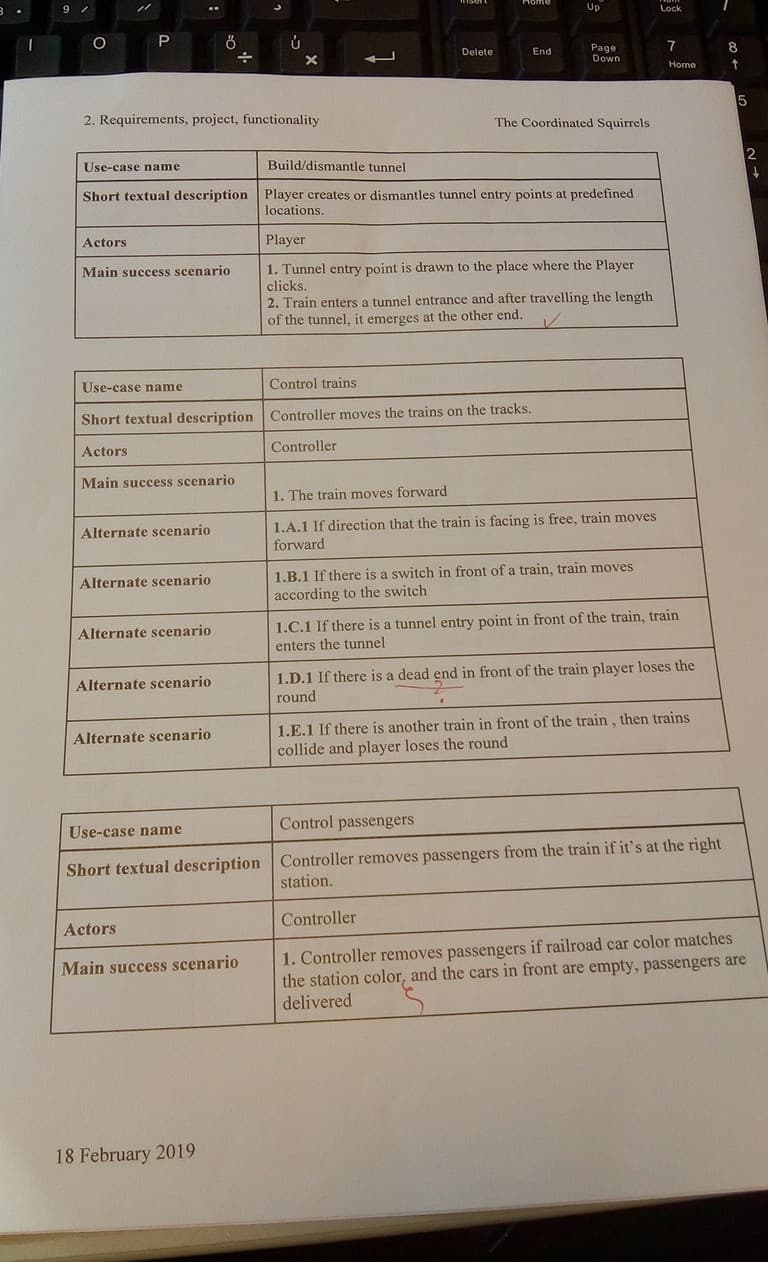 9
I O P Ő Ú
÷ ×
Insert Home Up Lock
Delete End Page Down 7 Home 8
5
2
2. Requirements, project, functionality The Coordinated Squirrels
Use-case name Build/dismantle tunnel
Short textual description Player creates or dismantles tunnel entry points at predefined
locations.
Actors Player
Main success scenario 1. Tunnel entry point is drawn to the place where the Player
clicks.
2. Train enters a tunnel entrance and after travelling the length
of the tunnel, it emerges at the other end.
Use-case name Control trains
Short textual description Controller moves the trains on the tracks.
Actors Controller
Main success scenario
1. The train moves forward
Alternate scenario 1.A.1 If direction that the train is facing is free, train moves
forward
Alternate scenario 1.B.1 If there is a switch in front of a train, train moves
according to the switch
Alternate scenario 1.C.1 If there is a tunnel entry point in front of the train, train
enters the tunnel
Alternate scenario 1.D.1 If there is a dead end in front of the train player loses the
round ?
Alternate scenario 1.E.1 If there is another train in front of the train , then trains
collide and player loses the round
Use-case name Control passengers
Short textual description Controller removes passengers from the train if it's at the right
station.
Actors Controller
Main success scenario 1. Controller removes passengers if railroad car color matches
the station color, and the cars in front are empty, passengers are
delivered
18 February 2019